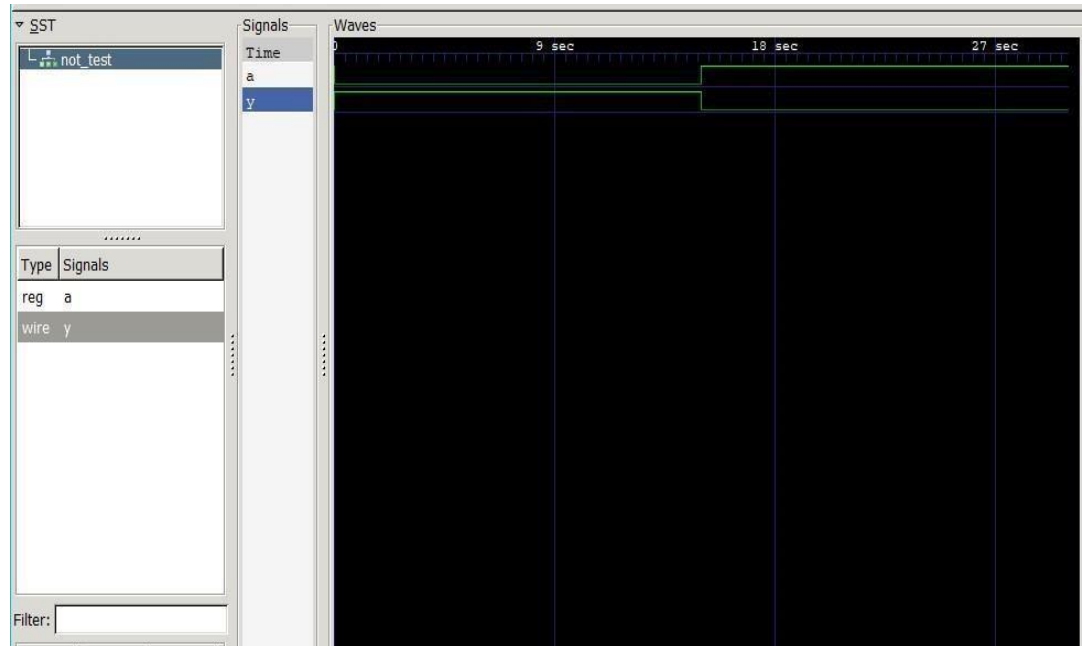 SST
not_test
Type Signals
reg a
wire y
Filter:
Signals
Time
a
y
Waves
0 9 sec 18 sec 27 sec